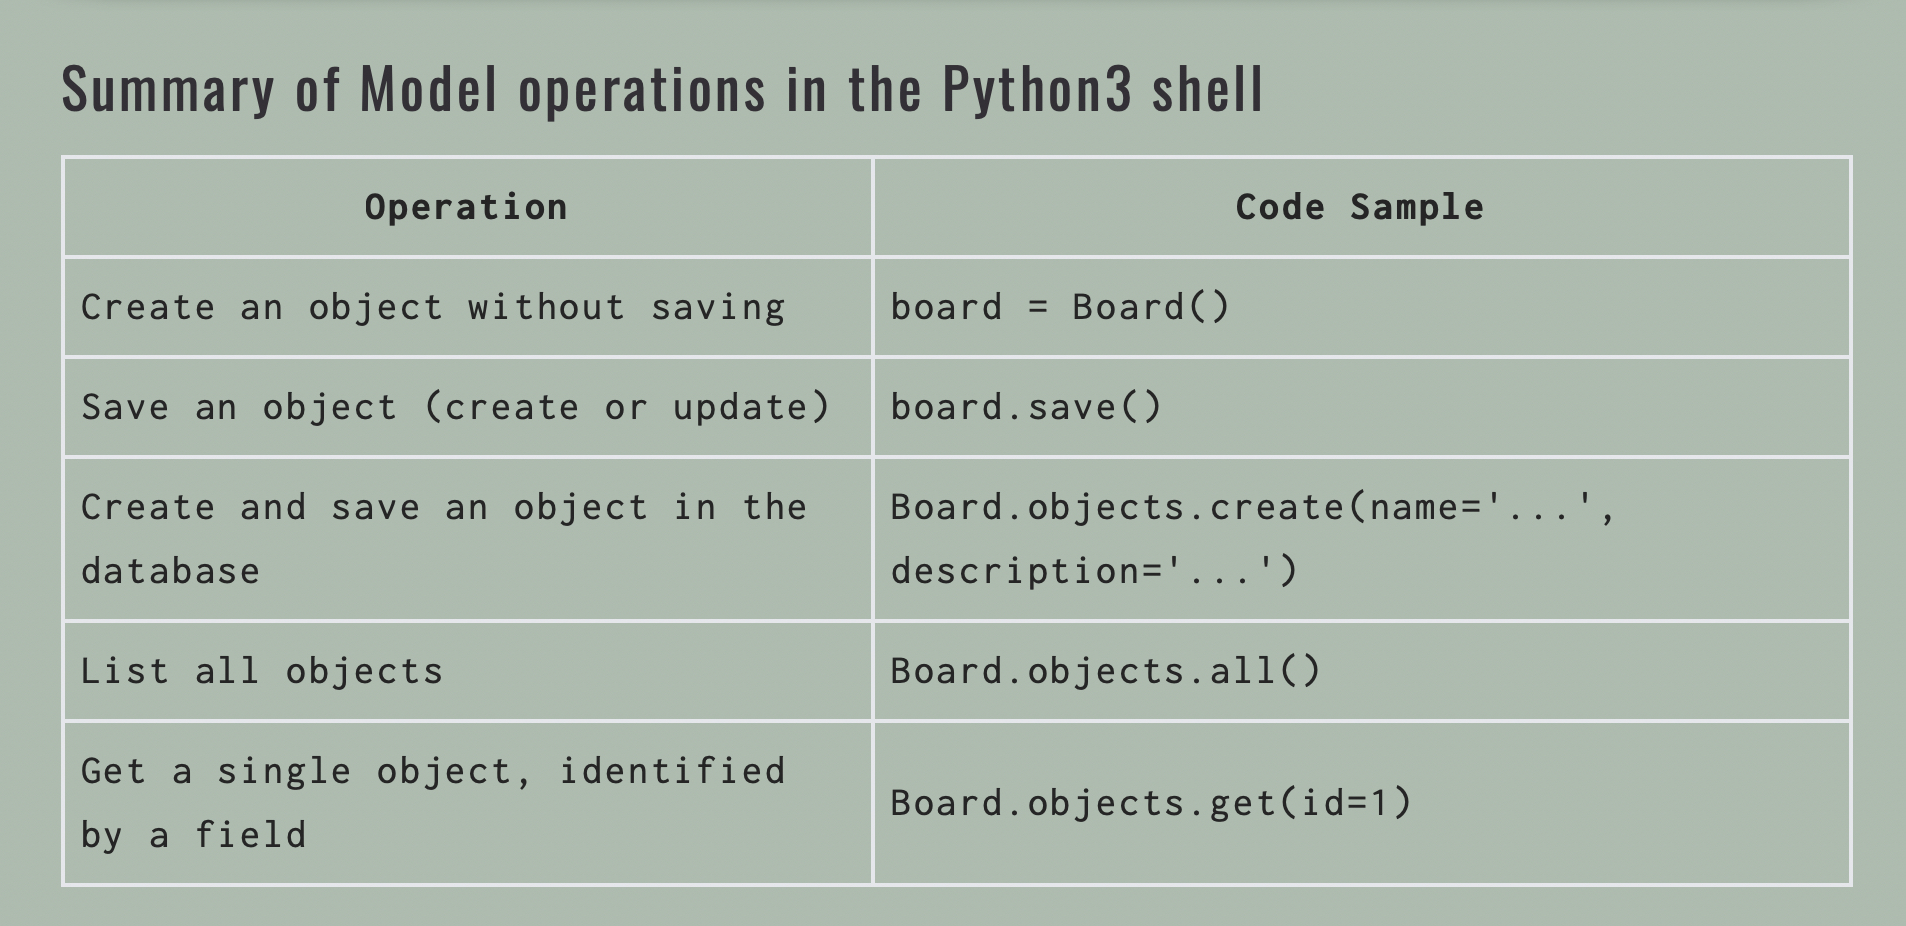 Summary of Model operations in the Python3 shell
Operation
Code Sample
Create an object without saving
board = Board()
Save an object (create or update)
board.save()
Create and save an object in the
database
Board.objects.create(name='...',
description='...')
List all objects
Board.objects.all()
Get a single object, identified
by a field
Board.objects.get(id=1)